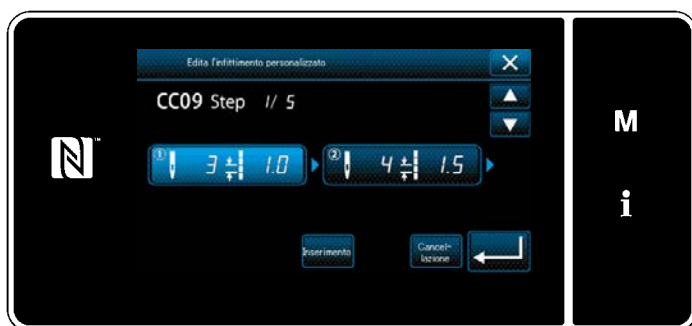 Edita l'infittimento personalizzato
CC09 Step 1/ 5
① 3 1.0 ② 4 1.5
Inserimento
Cancel-
lazione
M
i
N